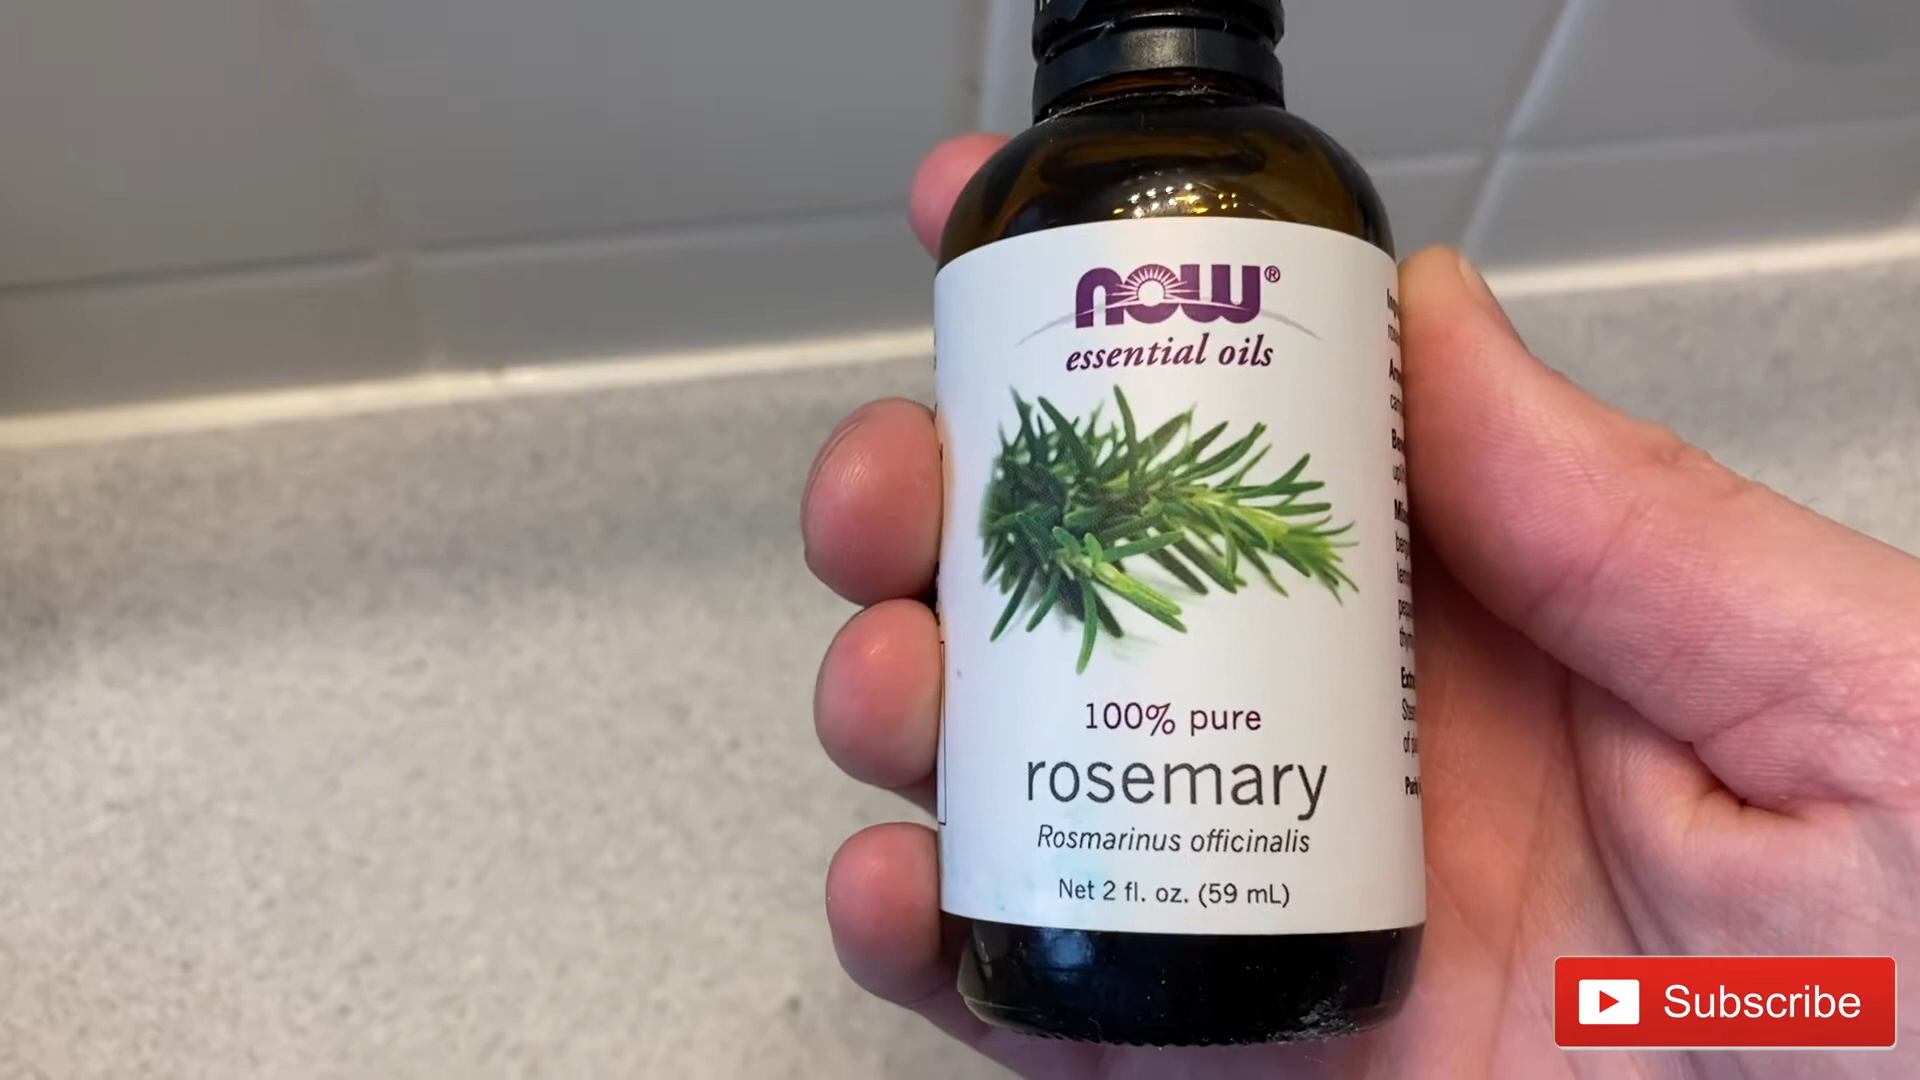 now®
essential oils
100% pure
rosemary
Rosmarinus officinalis
Net 2 fl. oz. (59 mL)
Subscribe